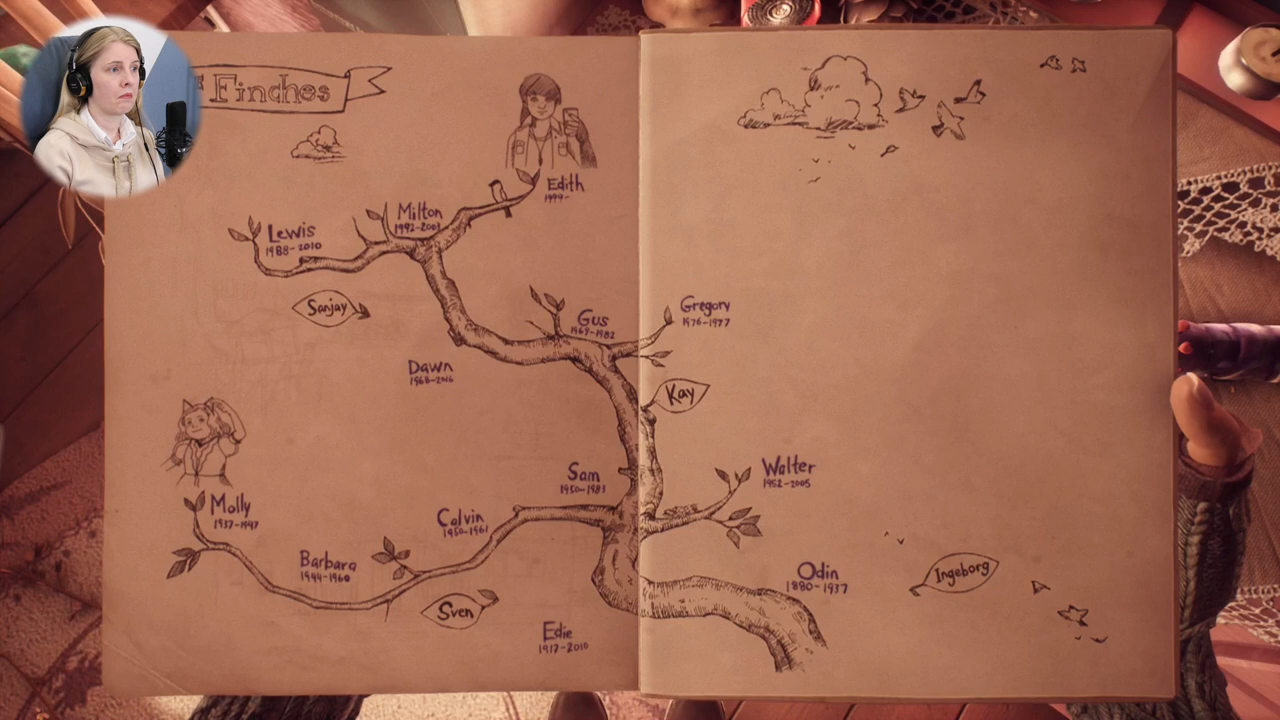 Finches
Edith
1999-
Milton
1992-2003
Lewis
1988-2010
Sanjay
Gus
1969-1982
Gregory
1976-1977
Dawn
1968-2016
Kay
Sam
1950-1983
Walter
1952-2005
Molly
1937-1947
Calvin
1950-1961
Barbara
1944-1960
Sven
Odin
1880-1937
Ingeborg
Edie
1917-2010